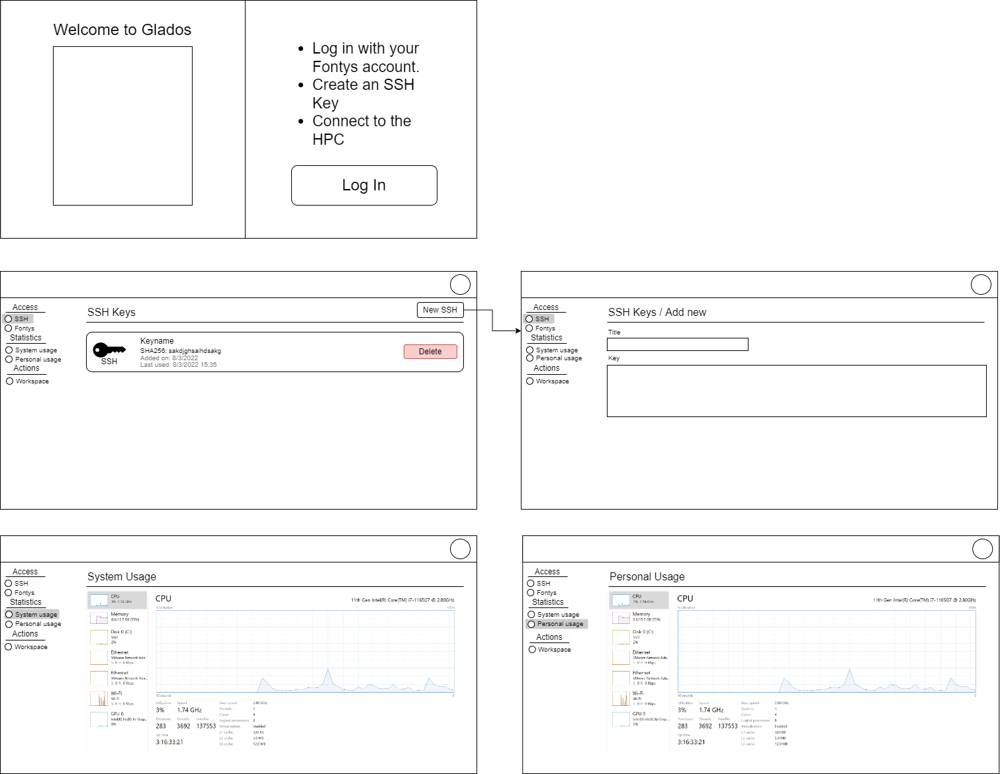 Welcome to Glados
Log in with your
Fontys account.
Create an SSH
Key
Connect to the
HPC
Log In
Access
SSH
Fontys
Statistics
System usage
Personal usage
Actions
Workspace
SSH Keys
New SSH
SSH
Keyname
SHA256: sakdjghsaihdsakg
Added on: 8/3/2022
Last used: 8/3/2022 15:35
Delete
Access
SSH
Fontys
Statistics
System usage
Personal usage
Actions
Workspace
SSH Keys / Add new
Title
Key
Access
SSH
Fontys
Statistics
System usage
Personal usage
Actions
Workspace
System Usage
CPU
3% 1.74 GHz
Memory
8.6/15.7 GB (55%)
Disk 0 (C:)
SSD
2%
Ethernet
VMware Network Ada...
S: 0 R: 0 Kbps
Ethernet
VMware Network Ada...
S: 0 R: 0 Kbps
Wi-Fi
Wi-Fi
S: 0 R: 0 Kbps
GPU 0
Intel(R) Iris(R) Xe Grap...
0%
CPU
11th Gen Intel(R) Core(TM) i7-1165G7 @ 2.80GHz
% Utilization
100%
60 seconds
0
Utilization
Speed
3%
1.74 GHz
Processes
Threads
Handles
283
3692
137553
Up time
3:16:33:21
Base speed:
2.80 GHz
Sockets:
1
Cores:
4
Logical processors:
8
Virtualization:
Enabled
L1 cache:
320 KB
L2 cache:
5.0 MB
L3 cache:
12.0 MB
Access
SSH
Fontys
Statistics
System usage
Personal usage
Actions
Workspace
Personal Usage
CPU
3% 1.74 GHz
Memory
8.6/15.7 GB (55%)
Disk 0 (C:)
SSD
2%
Ethernet
VMware Network Ada...
S: 0 R: 0 Kbps
Ethernet
VMware Network Ada...
S: 0 R: 0 Kbps
Wi-Fi
Wi-Fi
S: 0 R: 0 Kbps
GPU 0
Intel(R) Iris(R) Xe Grap...
0%
CPU
11th Gen Intel(R) Core(TM) i7-1165G7 @ 2.80GHz
% Utilization
100%
60 seconds
0
Utilization
Speed
3%
1.74 GHz
Processes
Threads
Handles
283
3692
137553
Up time
3:16:33:21
Base speed:
2.80 GHz
Sockets:
1
Cores:
4
Logical processors:
8
Virtualization:
Enabled
L1 cache:
320 KB
L2 cache:
5.0 MB
L3 cache:
12.0 MB